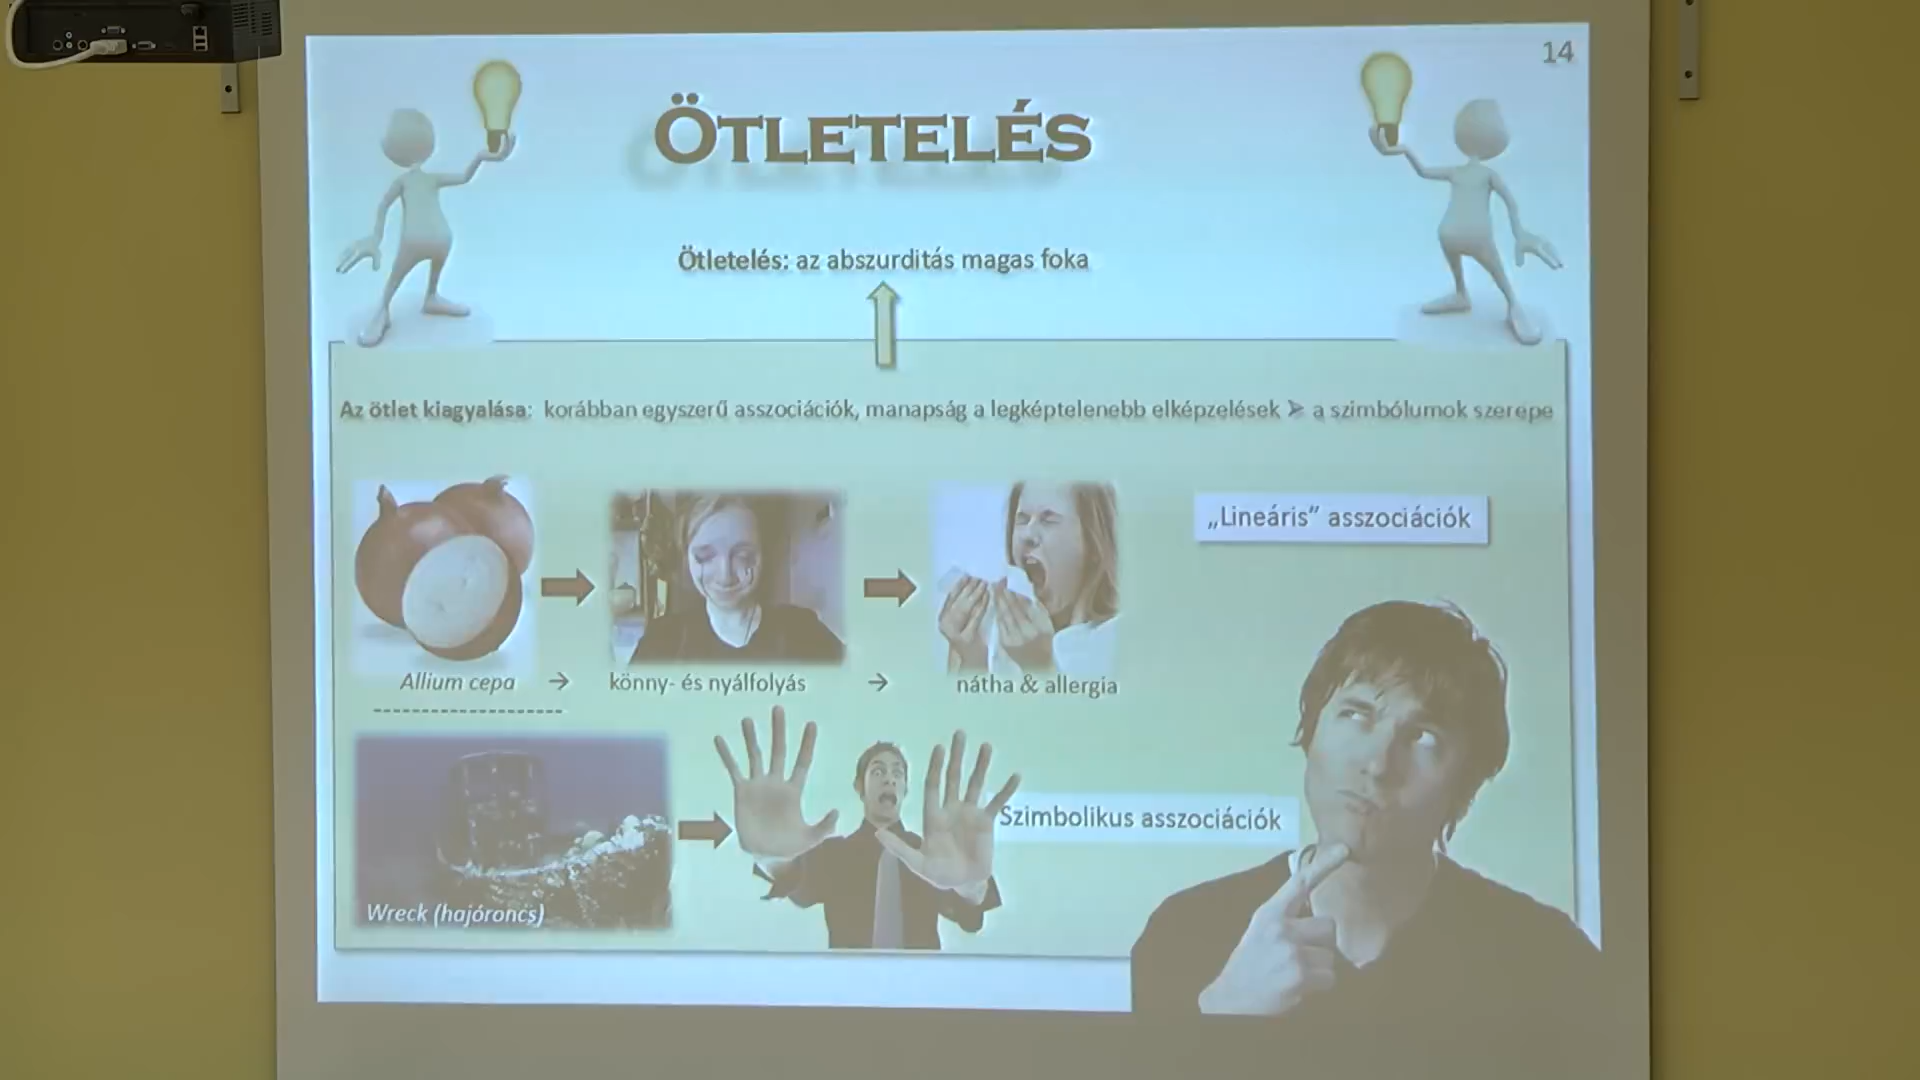 14
ÖTLETELÉS
Ötletelés: az abszurditás magas foka
Az ötlet kiagyalása: korábban egyszerű asszociációk, manapság a legképtelenebb elképzelések ➢ a szimbólumok szerepe
„Lineáris” asszociációk
Allium cepa → könny- és nyálfolyás → nátha & allergia
Szimbolikus asszociációk
Wreck (hajóroncs)